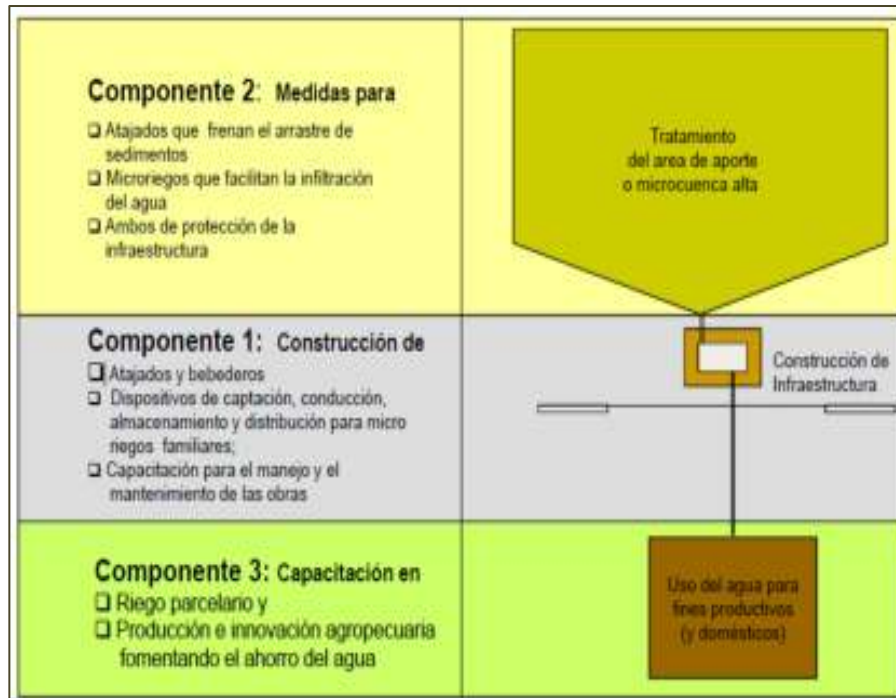 Componente 2: Medidas para
❑ Atajados que frenan el arrastre de
sedimentos
❑ Microriegos que facilitan la infiltración
del agua
❑ Ambos de protección de la
infraestructura
Tratamiento
del area de aporte
o microcuenca alta
Componente 1: Construcción de
❑ Atajados y bebederos
❑ Dispositivos de captación, conducción,
almacenamiento y distribución para micro
riegos familiares;
❑ Capacitación para el manejo y el
mantenimiento de las obras
Construcción de
Infraestructura
Componente 3: Capacitación en
❑ Riego parcelario y
❑ Producción e innovación agropecuaria
fomentando el ahorro del agua
Uso del agua para
fines productivos
(y domésticos)